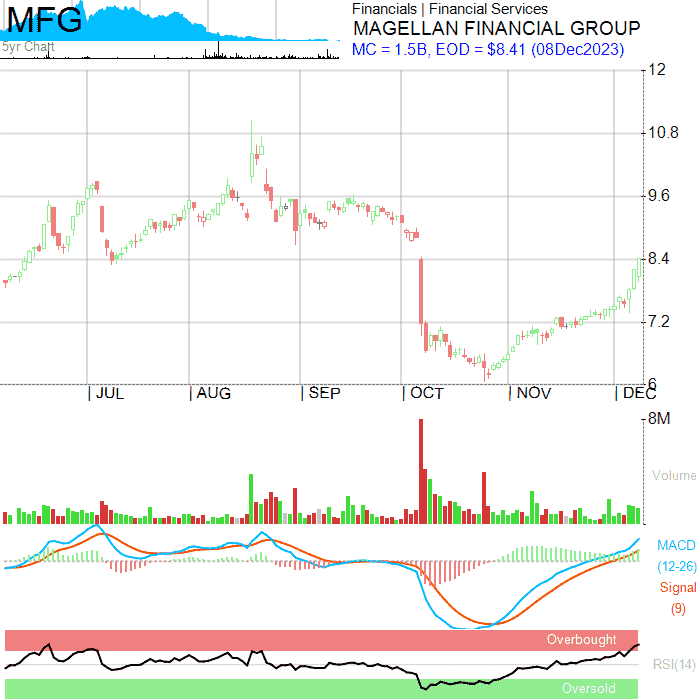 MFG
5yr Chart
Financials | Financial Services
MAGELLAN FINANCIAL GROUP
MC = 1.5B, EOD = $8.41 (08Dec2023)
12
10.8
9.6
8.4
7.2
6
JUL AUG SEP OCT NOV DEC
8M
Volume
MACD
(12-26)
Signal
(9)
Overbought
RSI(14)
Oversold